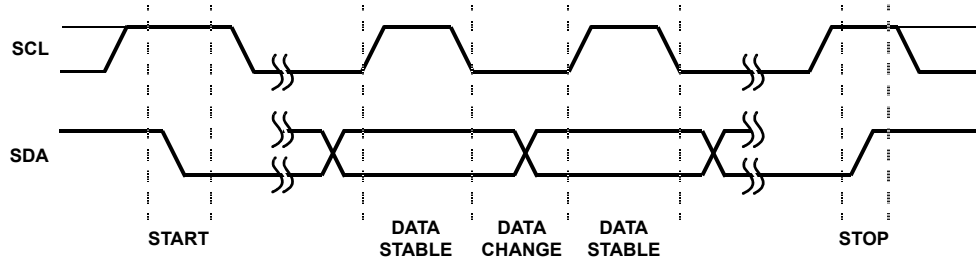 SCL
SDA
START
DATA
STABLE
DATA
CHANGE
DATA
STABLE
STOP